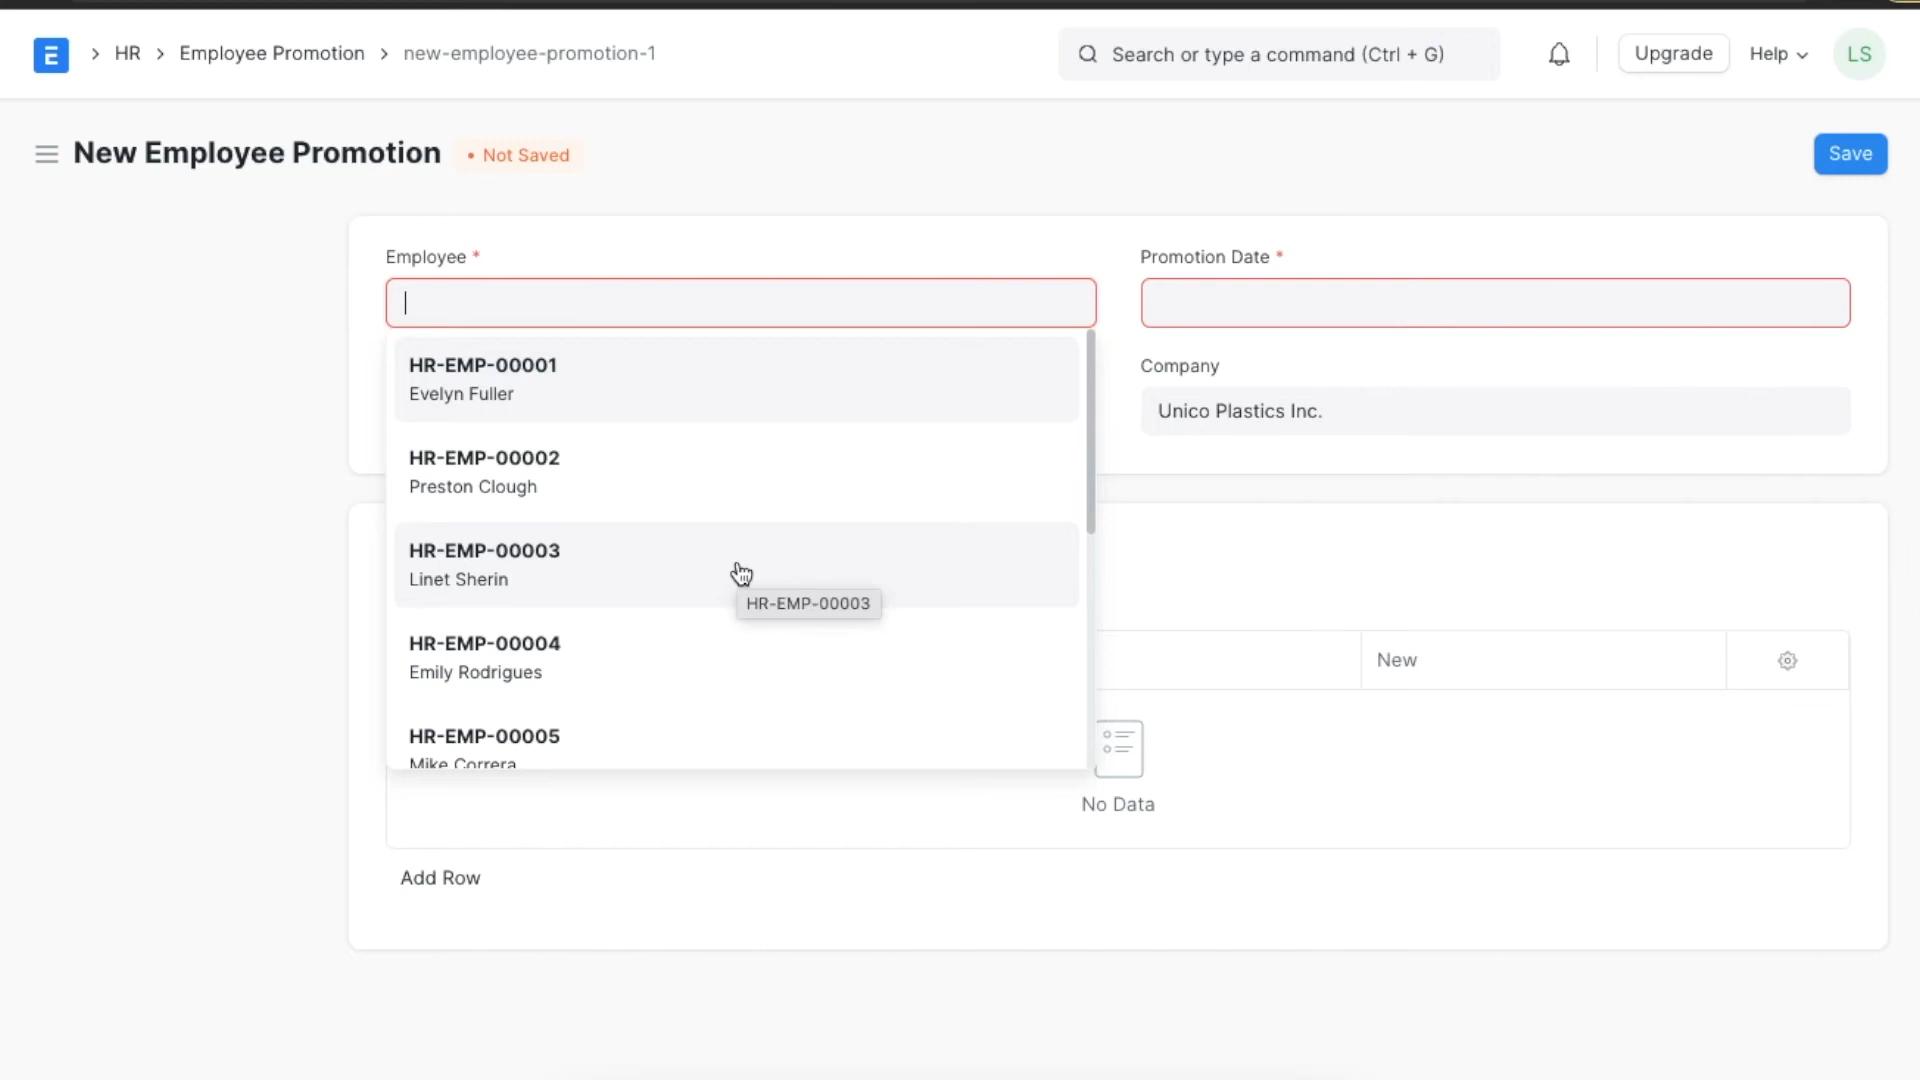 E
HR
Employee Promotion
new-employee-promotion-1
Search or type a command (Ctrl + G)
Upgrade
Help
LS
New Employee Promotion
• Not Saved
Save
Employee *
Promotion Date *
HR-EMP-00001
Evelyn Fuller
Company
Unico Plastics Inc.
HR-EMP-00002
Preston Clough
HR-EMP-00003
Linet Sherin
HR-EMP-00003
HR-EMP-00004
Emily Rodrigues
New
HR-EMP-00005
Mike Correra
No Data
Add Row